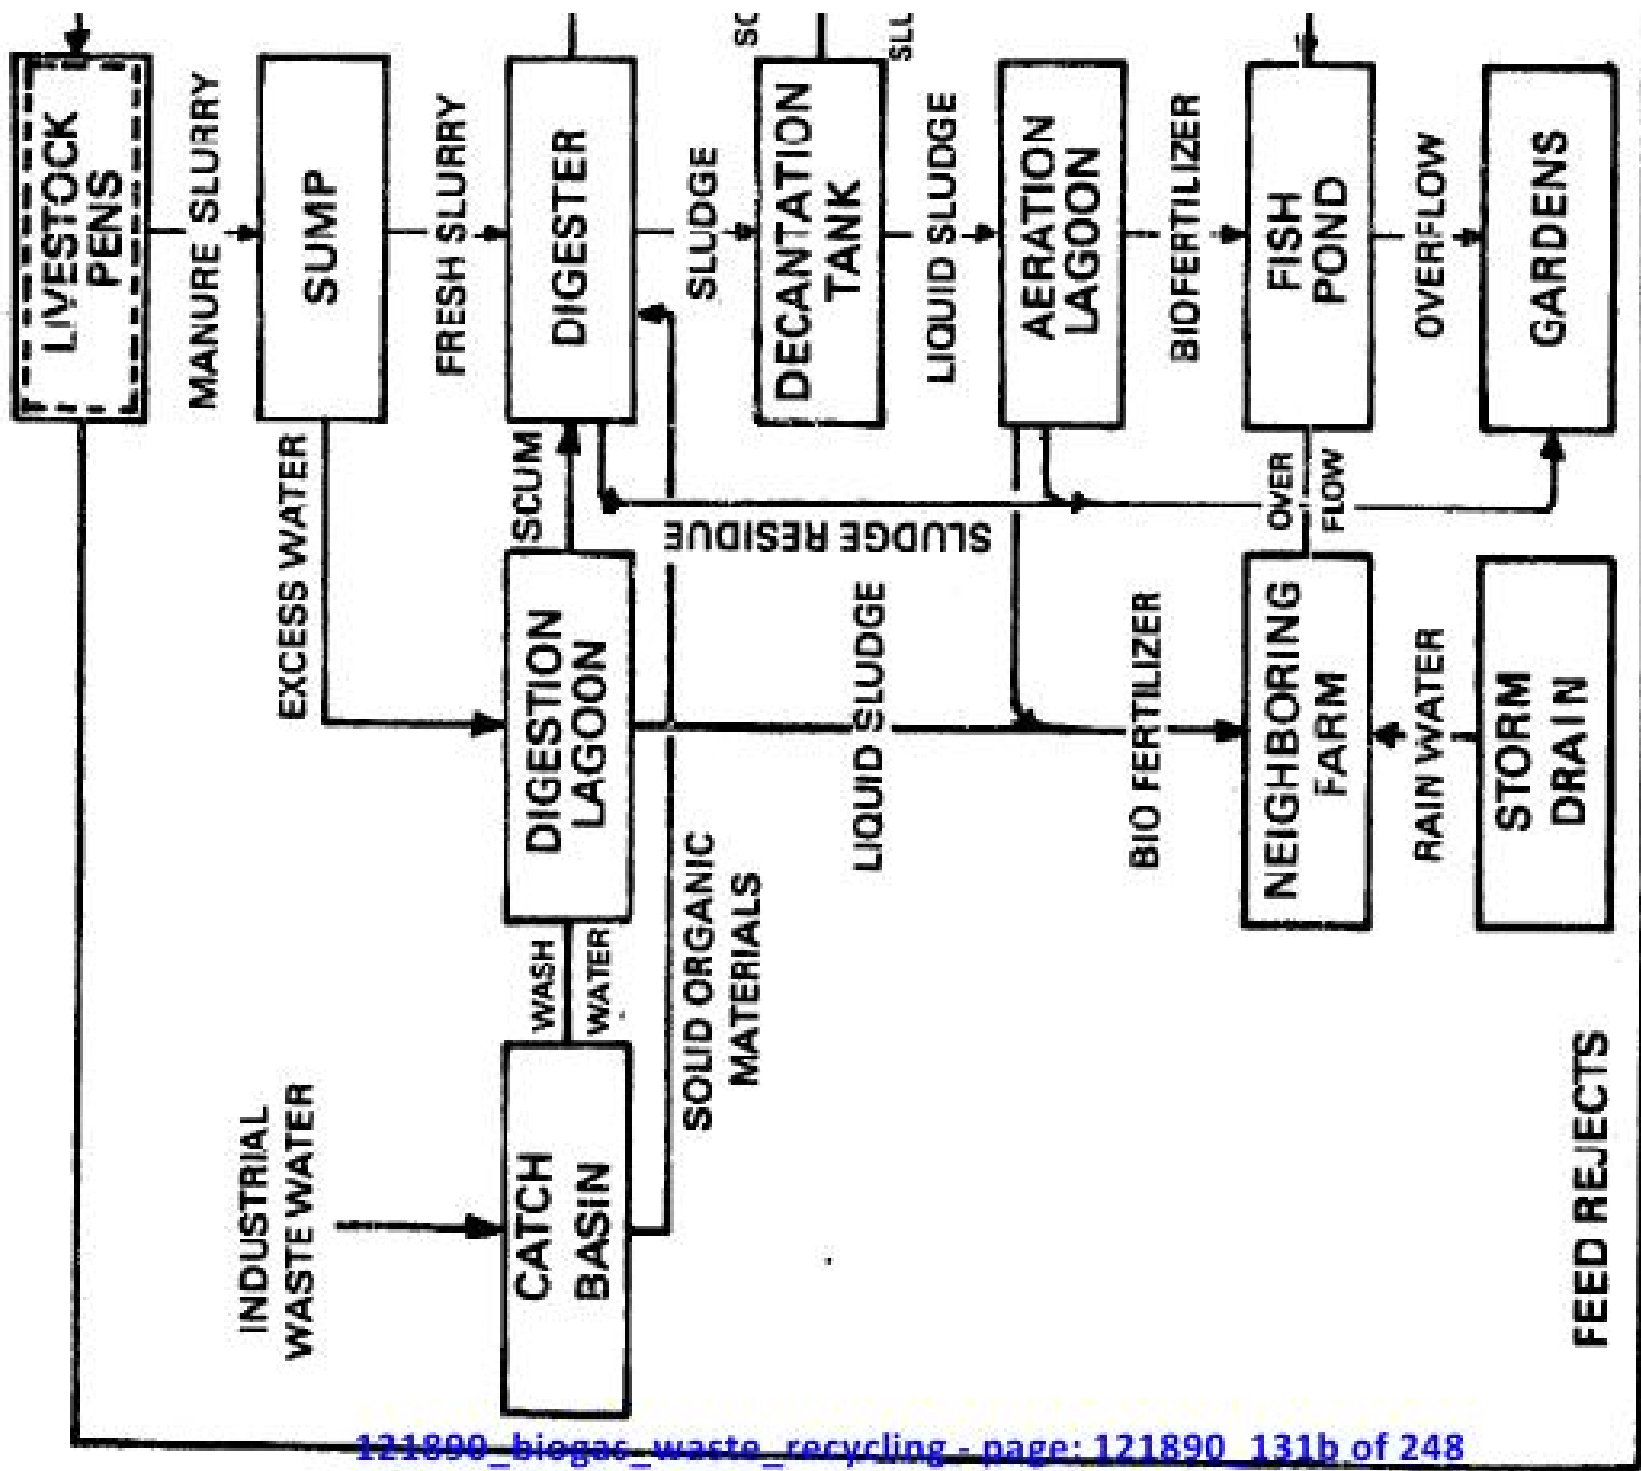 LIVESTOCK
PENS
MANURE SLURRY
SUMP
FRESH SLURRY
DIGESTER
SLUDGE
DECANTATION
TANK
LIQUID SLUDGE
AERATION
LAGOON
BIOFERTILIZER
FISH
POND
OVERFLOW
GARDENS
EXCESS WATER
SCUM
SLUDGE RESIDUE
OVER
FLOW
DIGESTION
LAGOON
LIQUID SLUDGE
BIO FERTILIZER
NEIGHBORING
FARM
RAIN WATER
STORM
DRAIN
WASH
WATER
SOLID ORGANIC
MATERIALS
INDUSTRIAL
WASTE WATER
CATCH
BASIN
FEED REJECTS
121890_biogas_waste_recycling - page: 121890_131b of 248